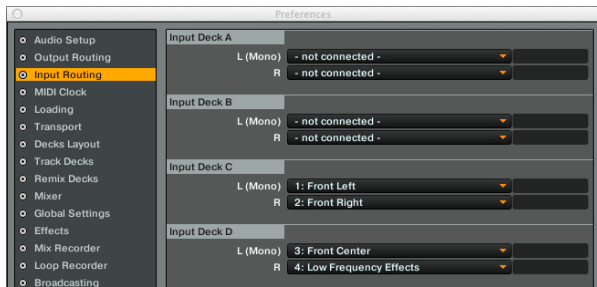 Preferences
Audio Setup
Output Routing
Input Routing
MIDI Clock
Loading
Transport
Decks Layout
Track Decks
Remix Decks
Mixer
Global Settings
Effects
Mix Recorder
Loop Recorder
Broadcasting
Input Deck A
L (Mono) - not connected -
R - not connected -
Input Deck B
L (Mono) - not connected -
R - not connected -
Input Deck C
L (Mono) 1: Front Left
R 2: Front Right
Input Deck D
L (Mono) 3: Front Center
R 4: Low Frequency Effects